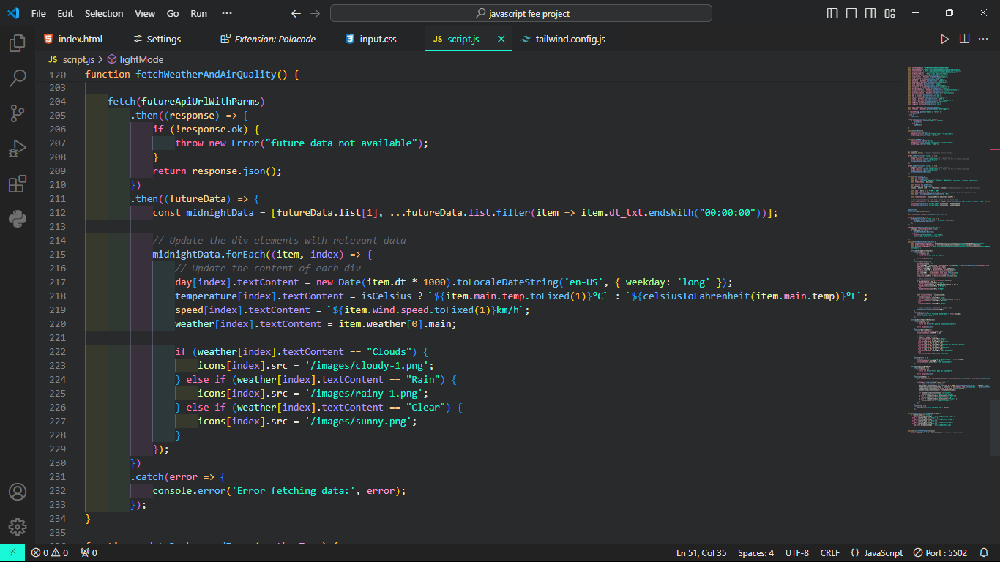 File Edit Selection View Go Run ··· javascript fee project
index.html Settings Extension: Polacode input.css JS script.js tailwind.config.js
JS script.js > lightMode
120 function fetchWeatherAndAirQuality() {
203
204 fetch(futureApiUrlWithParms)
205 .then((response) => {
206 if (!response.ok) {
207 throw new Error("future data not available");
208 }
209 return response.json();
210 })
211 .then((futureData) => {
212 const midnightData = [futureData.list[1], ...futureData.list.filter(item => item.dt_txt.endsWith("00:00:00"))];
213
214 // Update the div elements with relevant data
215 midnightData.forEach((item, index) => {
216 // Update the content of each div
217 day[index].textContent = new Date(item.dt * 1000).toLocaleDateString('en-US', { weekday: 'long' });
218 temperature[index].textContent = isCelsius ? `${item.main.temp.toFixed(1)}°C` : `${celsiusToFahrenheit(item.main.temp)}°F`;
219 speed[index].textContent = `${item.wind.speed.toFixed(1)}km/h`;
220 weather[index].textContent = item.weather[0].main;
221
222 if (weather[index].textContent == "Clouds") {
223 icons[index].src = '/images/cloudy-1.png';
224 } else if (weather[index].textContent == "Rain") {
225 icons[index].src = '/images/rainy-1.png';
226 } else if (weather[index].textContent == "Clear") {
227 icons[index].src = '/images/sunny.png';
228 }
229 });
230 })
231 .catch(error => {
232 console.error('Error fetching data:', error);
233 });
234 }
235
0 0 0 Ln 51, Col 35 Spaces: 4 UTF-8 CRLF {} JavaScript Port : 5502